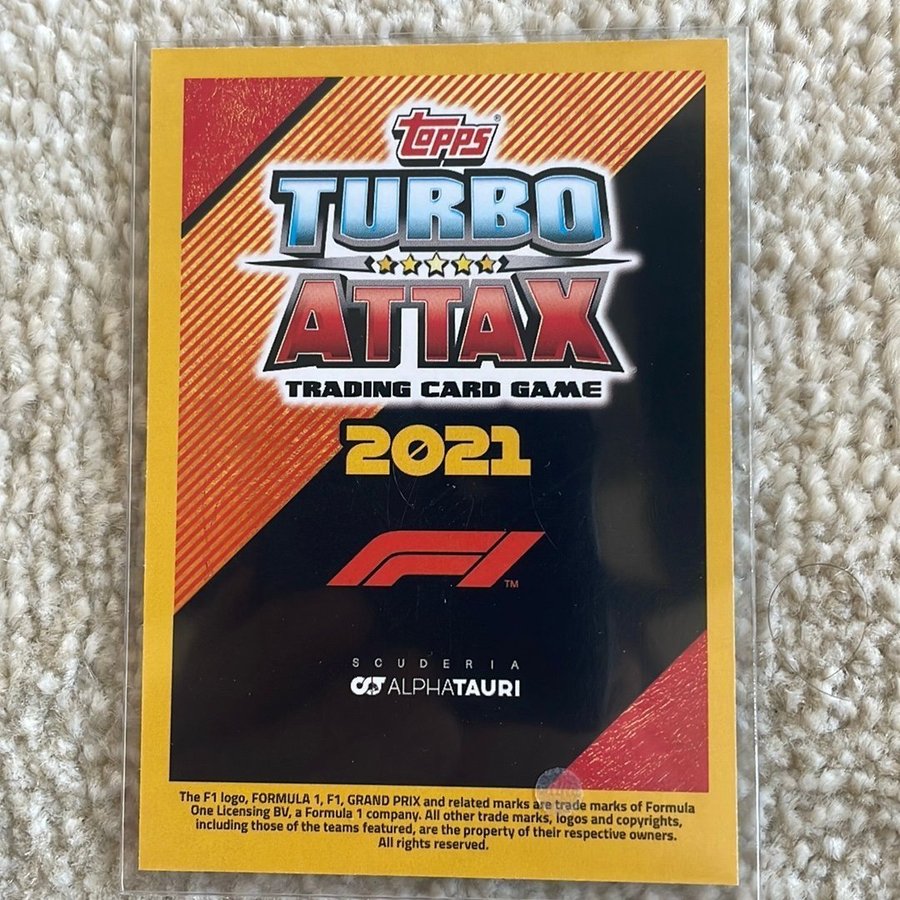 Topps®
TURBO
ATTAX
TRADING CARD GAME
2021
F1™
SCUDERIA
ALPHATAURI
The F1 logo, FORMULA 1, F1, GRAND PRIX and related marks are trade marks of Formula
One Licensing BV, a Formula 1 company. All other trade marks, logos and copyrights,
including those of the teams featured, are the property of their respective owners.
All rights reserved.